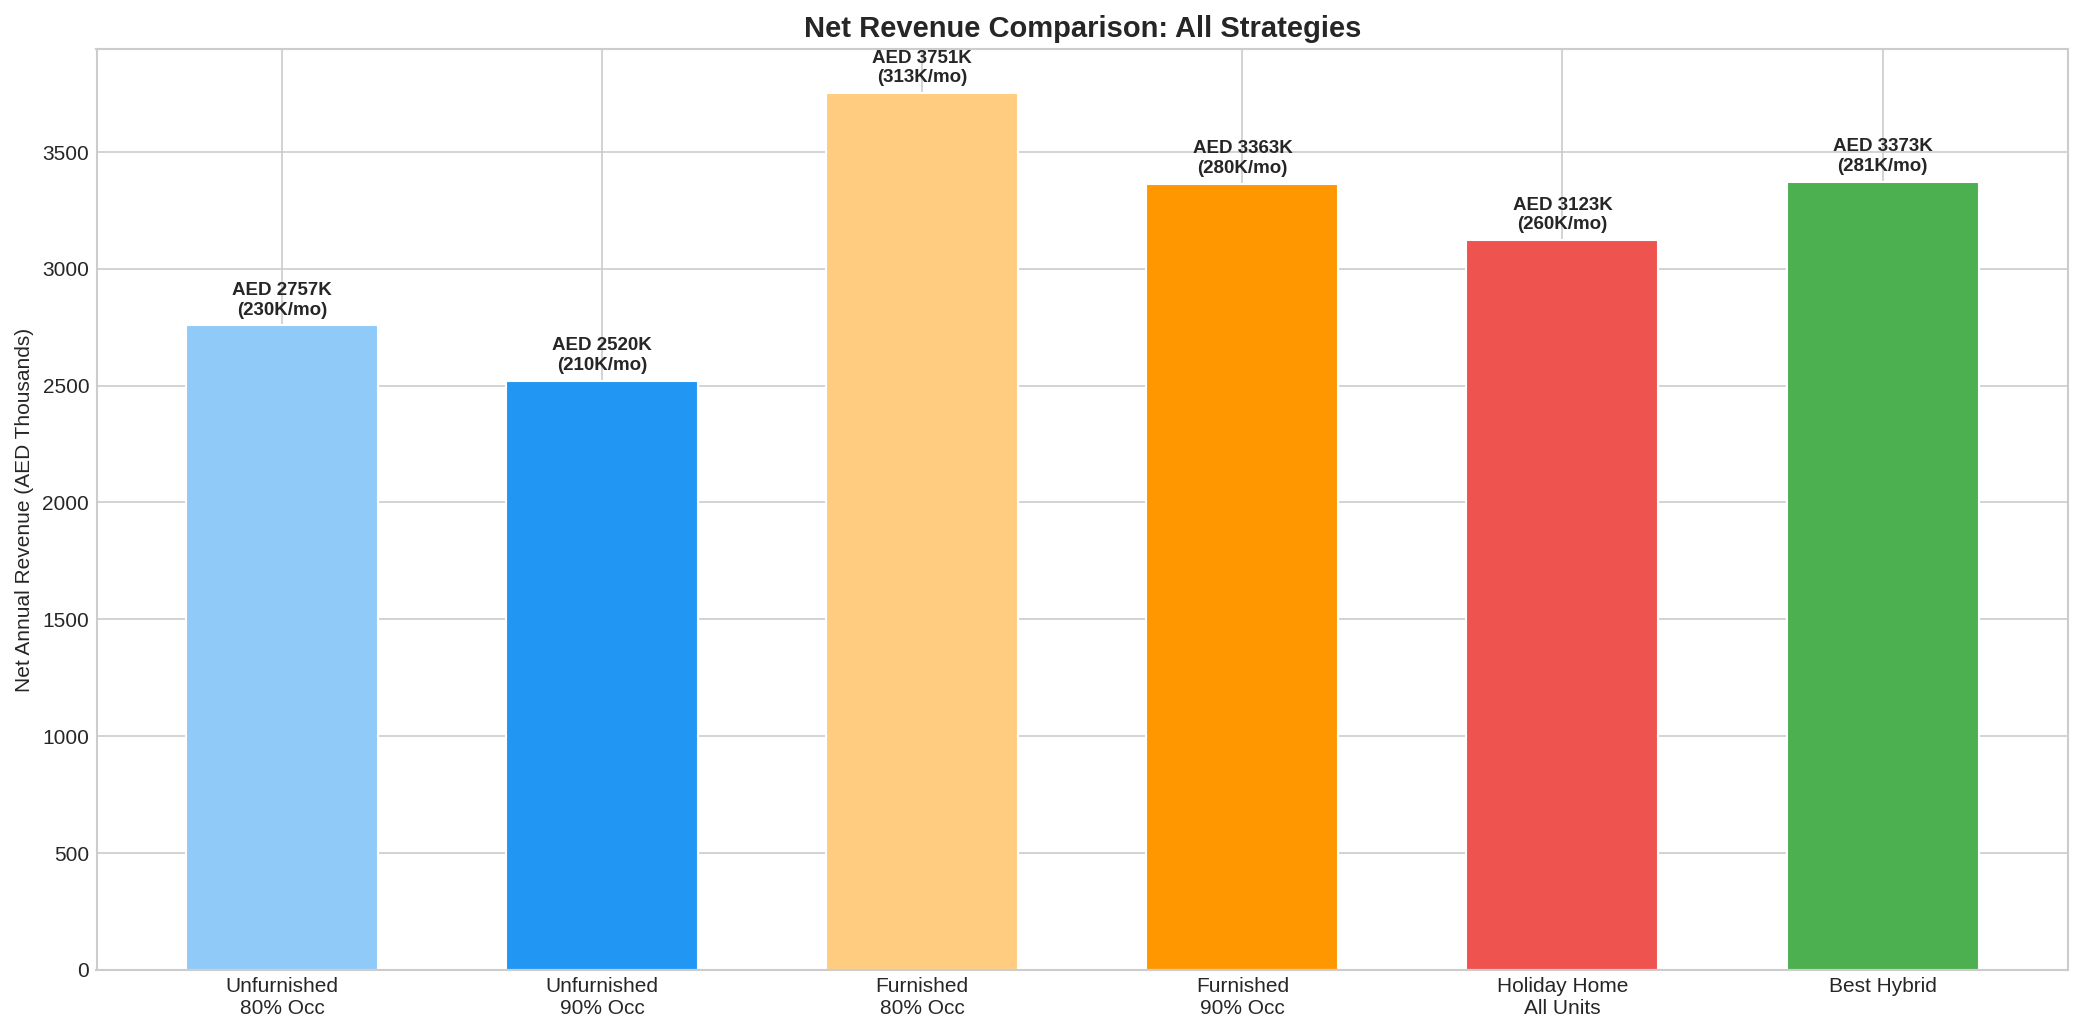 Net Revenue Comparison: All Strategies
Net Annual Revenue (AED Thousands)
3500
3000
2500
2000
1500
1000
500
0
AED 2757K
(230K/mo)
AED 2520K
(210K/mo)
AED 3751K
(313K/mo)
AED 3363K
(280K/mo)
AED 3123K
(260K/mo)
AED 3373K
(281K/mo)
Unfurnished
80% Occ
Unfurnished
90% Occ
Furnished
80% Occ
Furnished
90% Occ
Holiday Home
All Units
Best Hybrid